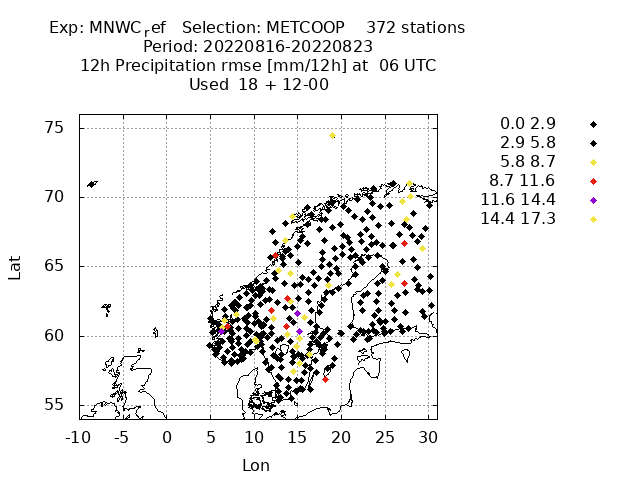 Exp: MNWCref   Selection: METCOOP    372 stations
Period: 20220816-20220823
12h Precipitation rmse [mm/12h] at  06 UTC
Used  18 + 12-00
0.0 2.9
2.9 5.8
5.8 8.7
8.7 11.6
11.6 14.4
14.4 17.3
75
70
65
60
55
Lat
-10 -5 0 5 10 15 20 25 30
Lon